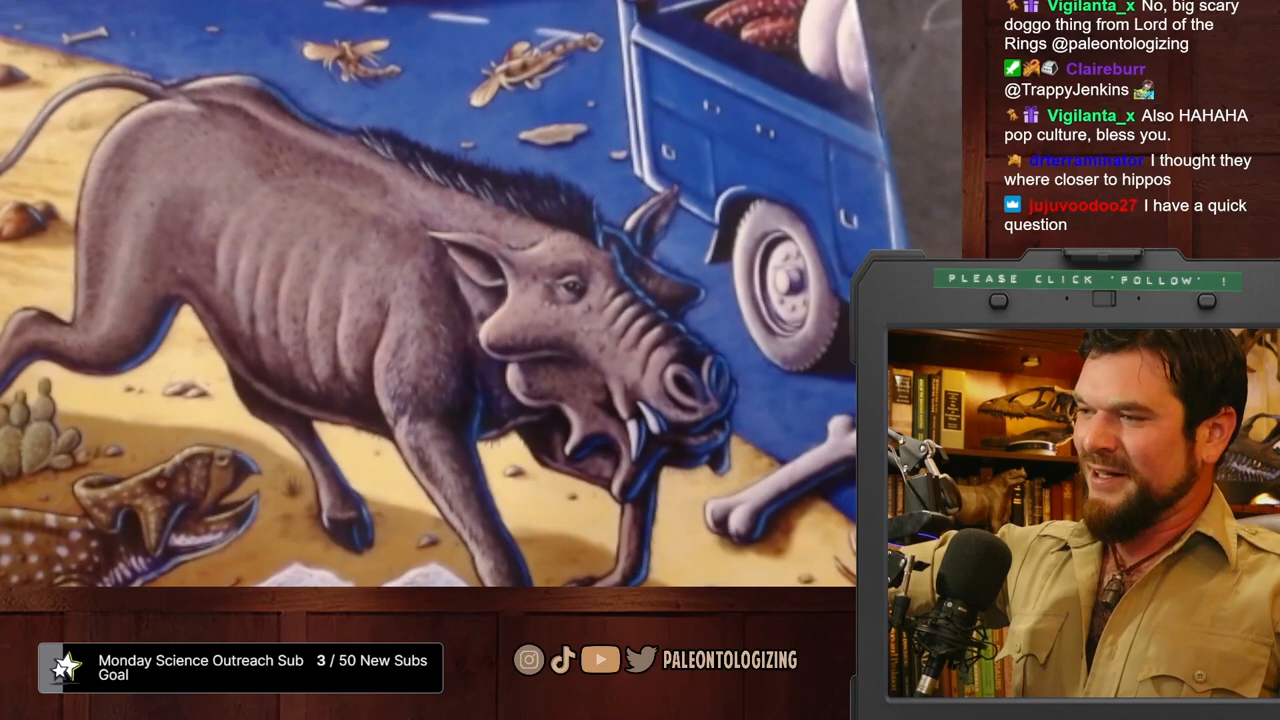 Vigilanta_x No, big scary
doggo thing from Lord of the
Rings @paleontologizing
Claireburr
@TrappyJenkins
Vigilanta_x Also HAHAHA
pop culture, bless you.
drterraminator I thought they
where closer to hippos
jujuvoodoo27 I have a quick
question
PLEASE CLICK 'FOLLOW' !
Monday Science Outreach Sub 3 / 50 New Subs
Goal
PALEONTOLOGIZING